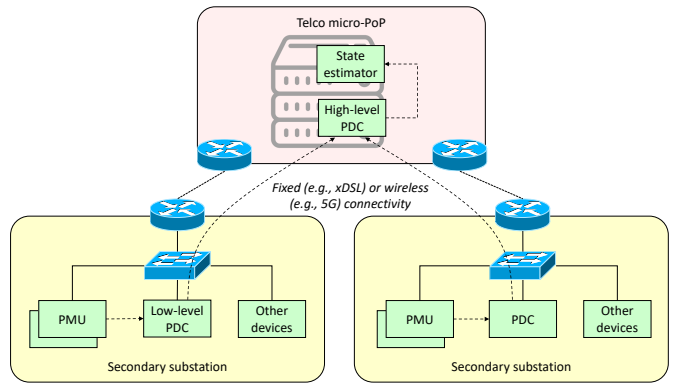 Telco micro-PoP
State
estimator
High-level
PDC
Fixed (e.g., xDSL) or wireless
(e.g., 5G) connectivity
PMU
Low-level
PDC
Other
devices
Secondary substation
PMU
PDC
Other
devices
Secondary substation